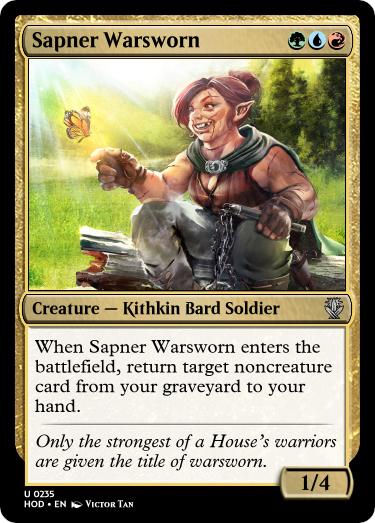 Sapner Warsworn
Creature — Kithkin Bard Soldier
When Sapner Warsworn enters the
battlefield, return target noncreature
card from your graveyard to your
hand.
Only the strongest of a House's warriors
are given the title of warsworn.
1/4
U 0235
HOD • EN Victor Tan